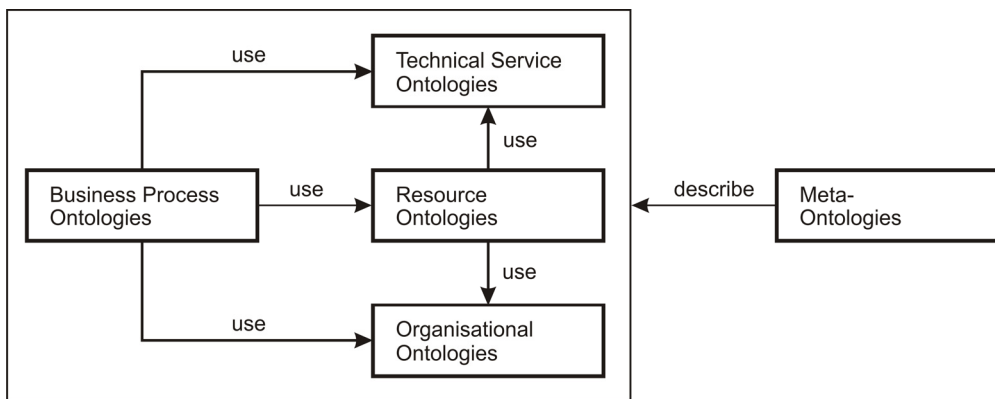 use
Technical Service
Ontologies
use
Business Process
Ontologies
use
Resource
Ontologies
describe
Meta-
Ontologies
use
use
Organisational
Ontologies